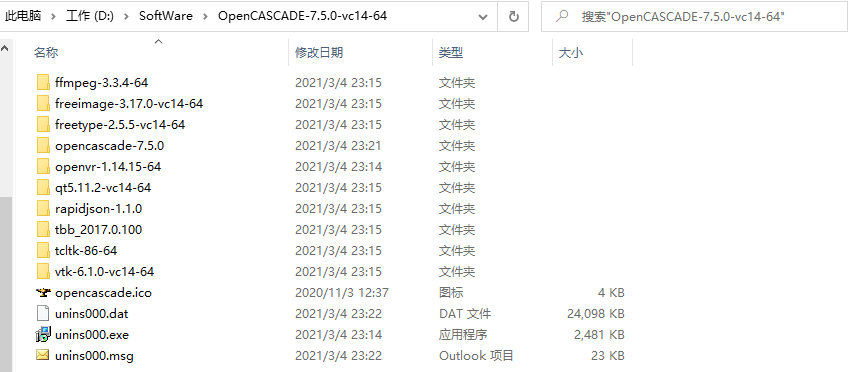 此电脑 > 工作 (D:) > SoftWare > OpenCASCADE-7.5.0-vc14-64 搜索"OpenCASCADE-7.5.0-vc14-64"
名称 修改日期 类型 大小
ffmpeg-3.3.4-64 2021/3/4 23:15 文件夹
freeimage-3.17.0-vc14-64 2021/3/4 23:15 文件夹
freetype-2.5.5-vc14-64 2021/3/4 23:15 文件夹
opencascade-7.5.0 2021/3/4 23:21 文件夹
openvr-1.14.15-64 2021/3/4 23:14 文件夹
qt5.11.2-vc14-64 2021/3/4 23:15 文件夹
rapidjson-1.1.0 2021/3/4 23:15 文件夹
tbb_2017.0.100 2021/3/4 23:15 文件夹
tcltk-86-64 2021/3/4 23:15 文件夹
vtk-6.1.0-vc14-64 2021/3/4 23:15 文件夹
opencascade.ico 2020/11/3 12:37 图标 4 KB
unins000.dat 2021/3/4 23:22 DAT 文件 24,098 KB
unins000.exe 2021/3/4 23:14 应用程序 2,481 KB
unins000.msg 2021/3/4 23:22 Outlook 项目 23 KB